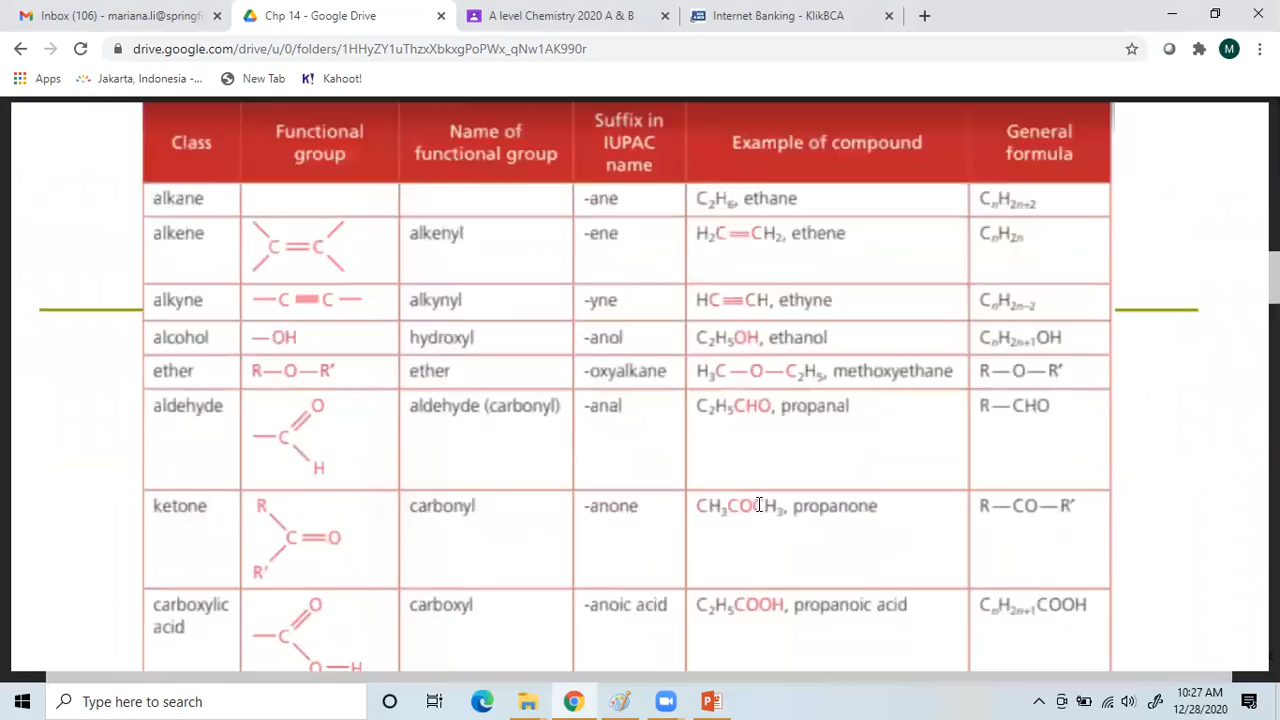 Inbox (106) - mariana.li@springf
Chp 14 - Google Drive
A level Chemistry 2020 A & B
Internet Banking - KlikBCA
drive.google.com/drive/u/0/folders/1HHyZY1uThzxXbkxgPoPWx_qNw1AK990r
M
Apps
Jakarta, Indonesia -...
New Tab
Kahoot!
Class
Functional group
Name of functional group
Suffix in IUPAC name
Example of compound
General formula
alkane
-ane
C₂H₆, ethane
CₙH₂ₙ₊₂
alkene
C=C
alkenyl
-ene
H₂C=CH₂, ethene
CₙH₂ₙ
alkyne
—C≡C—
alkynyl
-yne
HC≡CH, ethyne
CₙH₂ₙ₋₂
alcohol
—OH
hydroxyl
-anol
C₂H₅OH, ethanol
CₙH₂ₙ₊₁OH
ether
R—O—R′
ether
-oxyalkane
H₃C—O—C₂H₅, methoxyethane
R—O—R′
aldehyde
O
—C
H
aldehyde (carbonyl)
-anal
C₂H₅CHO, propanal
R—CHO
ketone
R
C=O
R′
carbonyl
-anone
CH₃COCH₃, propanone
R—CO—R′
carboxylic acid
O
—C
O—H
carboxyl
-anoic acid
C₂H₅COOH, propanoic acid
CₙH₂ₙ₊₁COOH
Type here to search
10:27 AM
12/28/2020